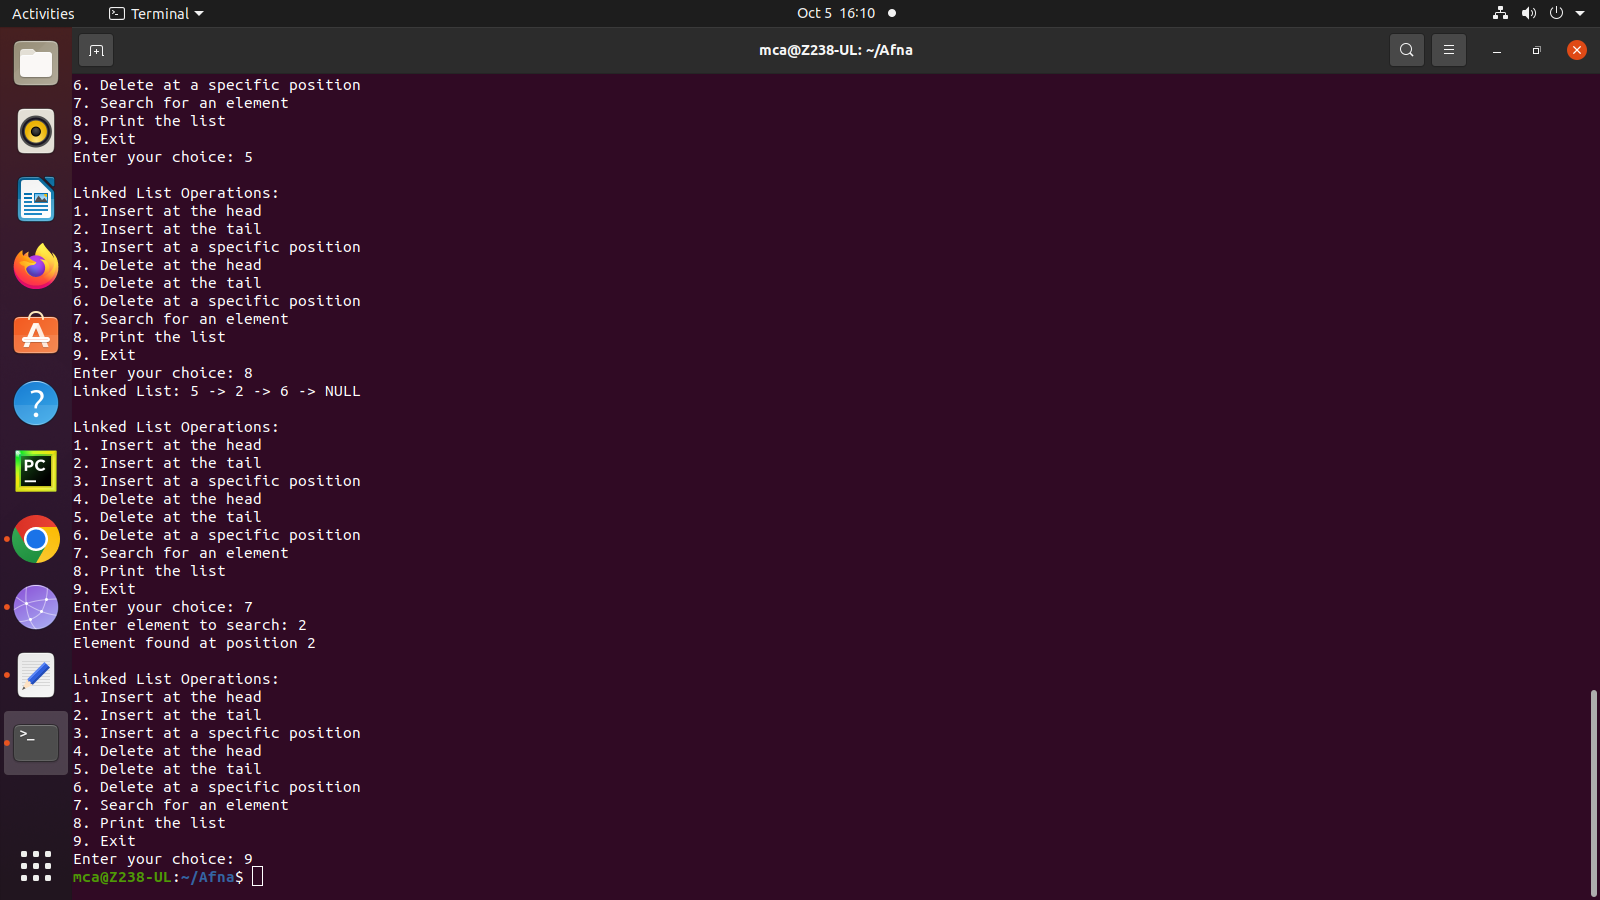 Activities
Terminal
Oct 5 16:10
mca@Z238-UL: ~/Afna
6. Delete at a specific position
7. Search for an element
8. Print the list
9. Exit
Enter your choice: 5
Linked List Operations:
1. Insert at the head
2. Insert at the tail
3. Insert at a specific position
4. Delete at the head
5. Delete at the tail
6. Delete at a specific position
7. Search for an element
8. Print the list
9. Exit
Enter your choice: 8
Linked List: 5 -> 2 -> 6 -> NULL
Linked List Operations:
1. Insert at the head
2. Insert at the tail
3. Insert at a specific position
4. Delete at the head
5. Delete at the tail
6. Delete at a specific position
7. Search for an element
8. Print the list
9. Exit
Enter your choice: 7
Enter element to search: 2
Element found at position 2
Linked List Operations:
1. Insert at the head
2. Insert at the tail
3. Insert at a specific position
4. Delete at the head
5. Delete at the tail
6. Delete at a specific position
7. Search for an element
8. Print the list
9. Exit
Enter your choice: 9
mca@Z238-UL:~/Afna$
PC